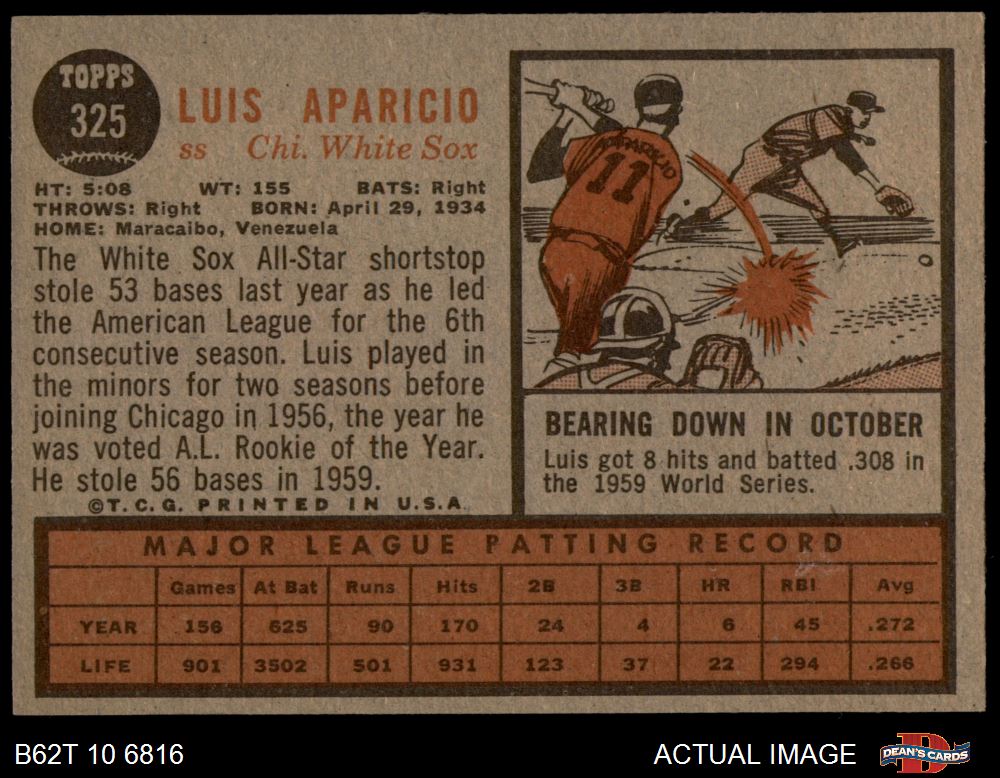 TOPPS
325
LUIS APARICIO
ss Chi. White Sox
HT: 5:08 WT: 155 BATS: Right
THROWS: Right BORN: April 29, 1934
HOME: Maracaibo, Venezuela
The White Sox All-Star shortstop
stole 53 bases last year as he led
the American League for the 6th
consecutive season. Luis played in
the minors for two seasons before
joining Chicago in 1956, the year he
was voted A.L. Rookie of the Year.
He stole 56 bases in 1959.
©T.C.G. PRINTED IN U.S.A.
APARICIO
11
BEARING DOWN IN OCTOBER
Luis got 8 hits and batted .308 in
the 1959 World Series.
MAJOR LEAGUE PATTING RECORD
Games At Bat Runs Hits 2B 3B HR RBI Avg
YEAR 156 625 90 170 24 4 6 45 .272
LIFE 901 3502 501 931 123 37 22 294 .266
B62T 10 6816 ACTUAL IMAGE DEAN'S CARDS